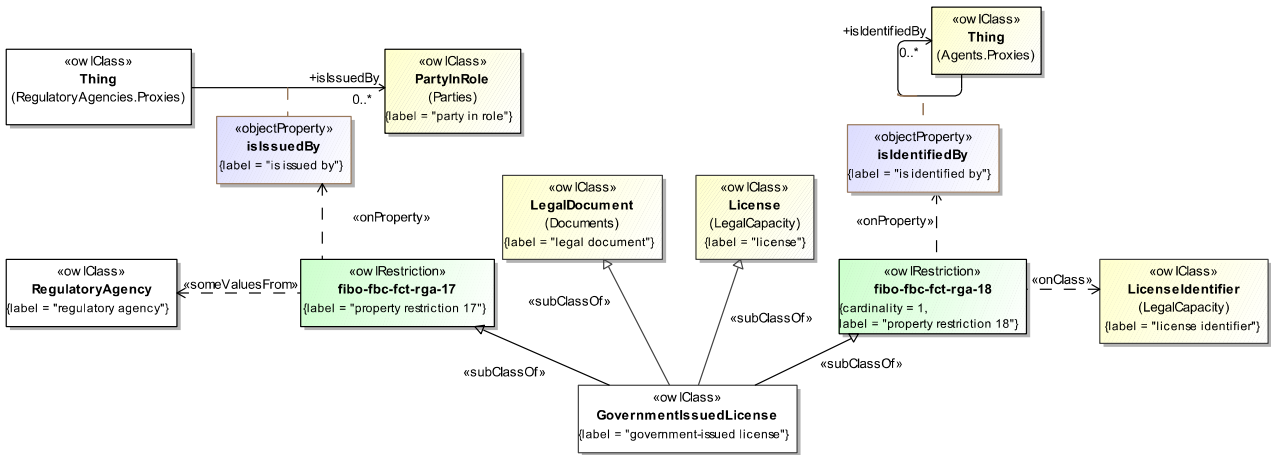 «owlClass»
Thing
(Agents.Proxies)
+isIdentifiedBy
0..*
«owlClass»
Thing
(RegulatoryAgencies.Proxies)
+isIssuedBy
0..*
«owlClass»
PartyInRole
(Parties)
{label = "party in role"}
«objectProperty»
isIssuedBy
{label = "is issued by"}
«objectProperty»
isIdentifiedBy
{label = "is identified by"}
«onProperty»
«owlClass»
LegalDocument
(Documents)
{label = "legal document"}
«owlClass»
License
(LegalCapacity)
{label = "license"}
«onProperty»
«owlClass»
RegulatoryAgency
{label = "regulatory agency"}
«someValuesFrom»
«owlRestriction»
fibo-fbc-fct-rga-17
{label = "property restriction 17"}
«subClassOf»
«subClassOf»
«owlRestriction»
fibo-fbc-fct-rga-18
{cardinality = 1,
label = "property restriction 18"}
«onClass»
«owlClass»
LicenseIdentifier
(LegalCapacity)
{label = "license identifier"}
«subClassOf»
«subClassOf»
«owlClass»
GovernmentIssuedLicense
{label = "government-issued license"}